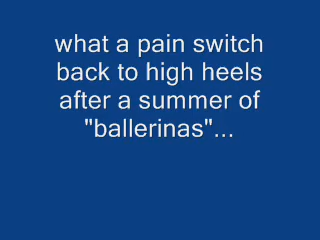 what a pain switch
back to high heels
after a summer of
"ballerinas"...